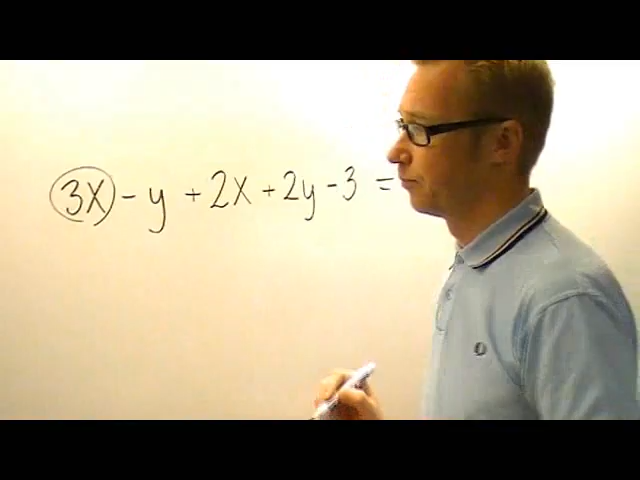 3x - y + 2x + 2y - 3 =